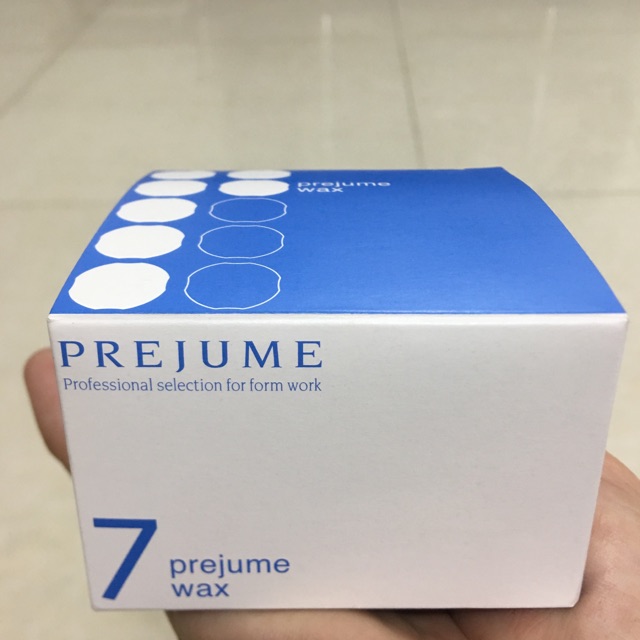 prejume
wax
PREJUME
Professional selection for form work
7
prejume
wax